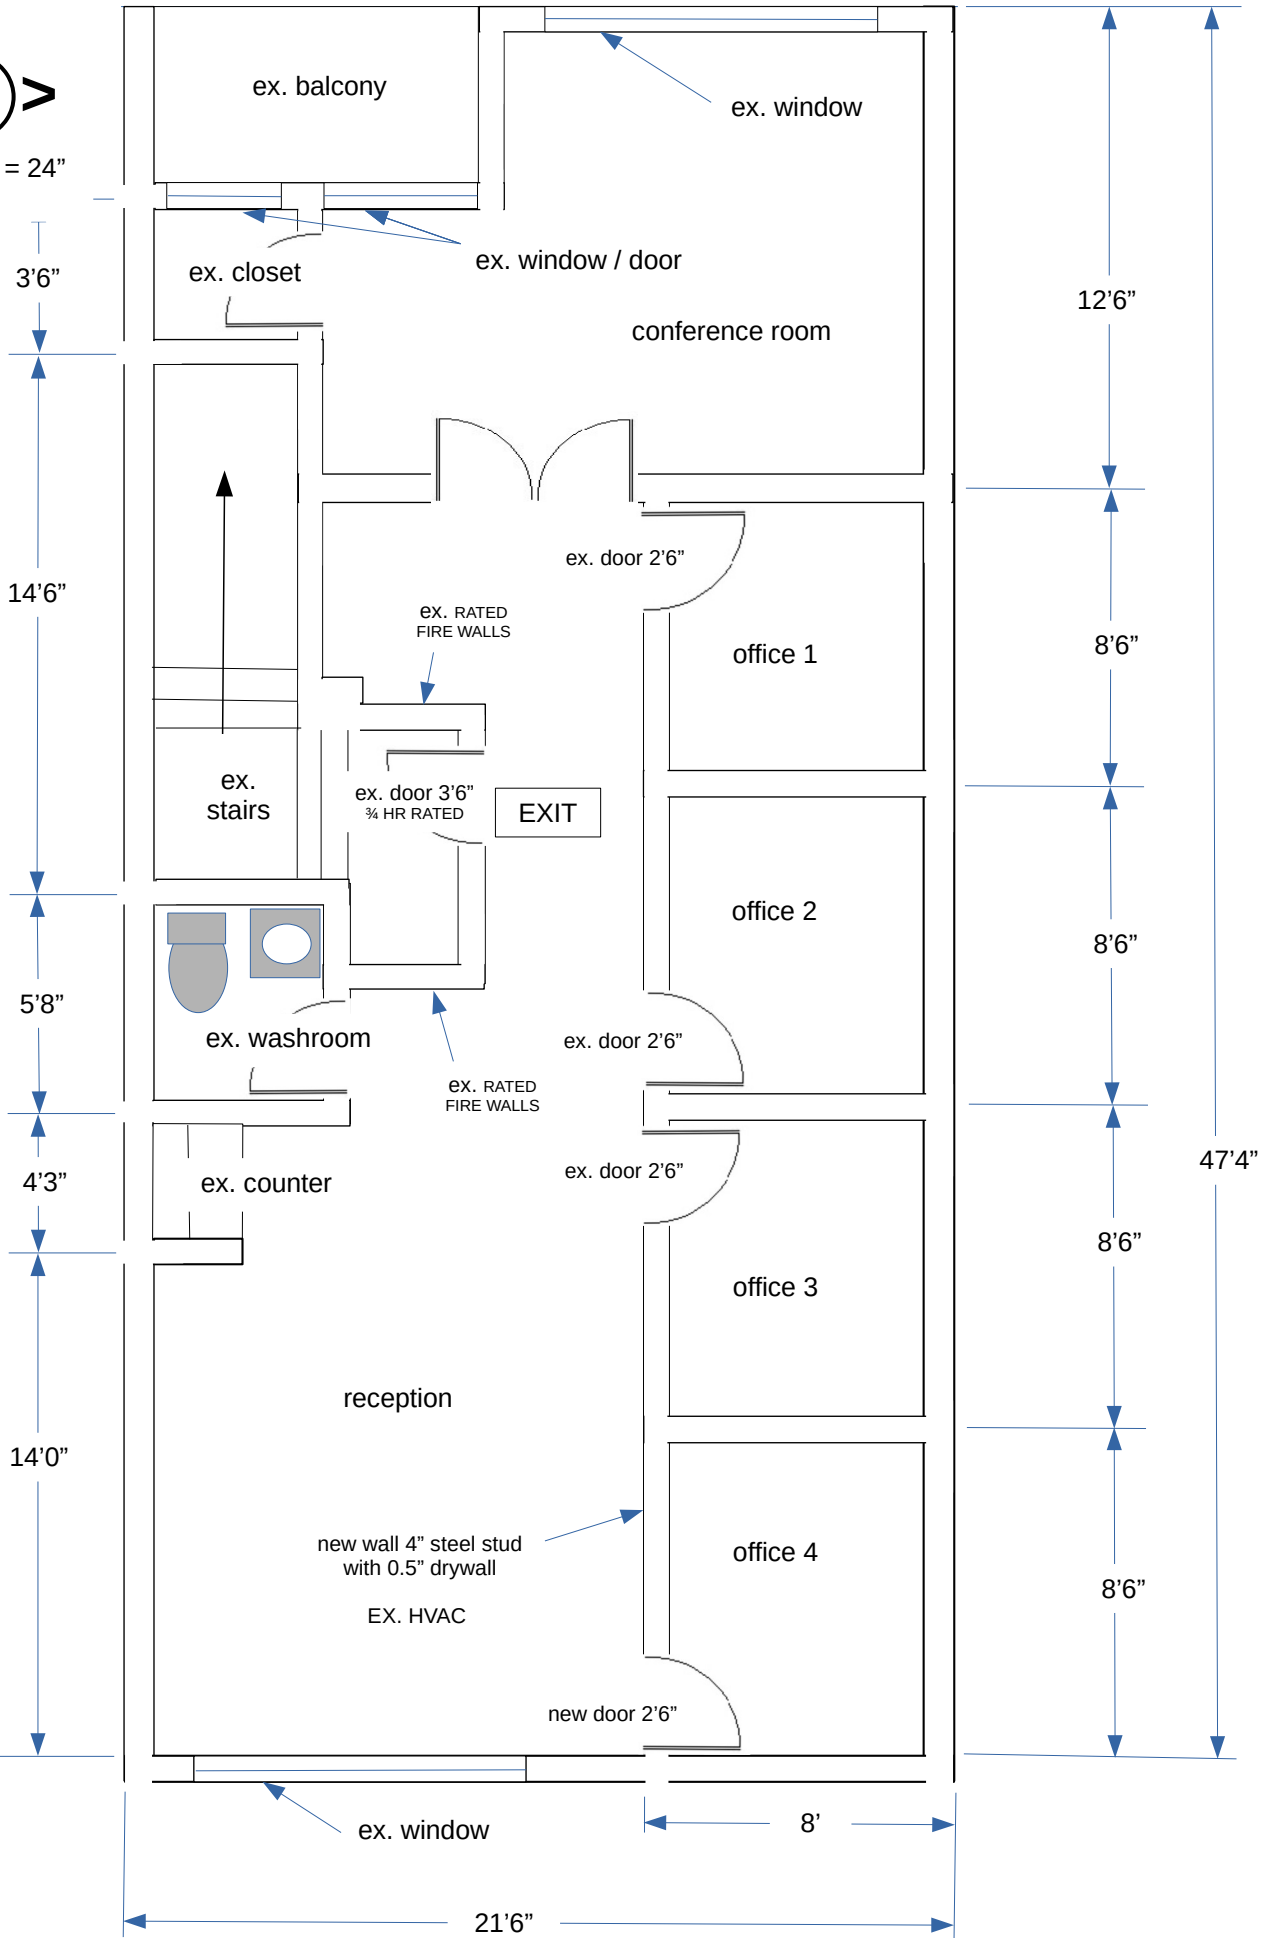 ex. balcony
ex. window
>
= 24”
ex. window / door
ex. closet
3’6”
12’6”
conference room
ex. door 2’6”
14’6”
ex. RATED
FIRE WALLS
8’6”
office 1
ex.
stairs
ex. door 3’6”
¾ HR RATED
EXIT
office 2
8’6”
5’8”
ex. washroom
ex. door 2’6”
ex. RATED
FIRE WALLS
47’4”
4’3”
ex. counter
ex. door 2’6”
8’6”
office 3
reception
14’0”
new wall 4” steel stud
with 0.5” drywall
EX. HVAC
office 4
8’6”
new door 2’6”
ex. window
8’
21’6”